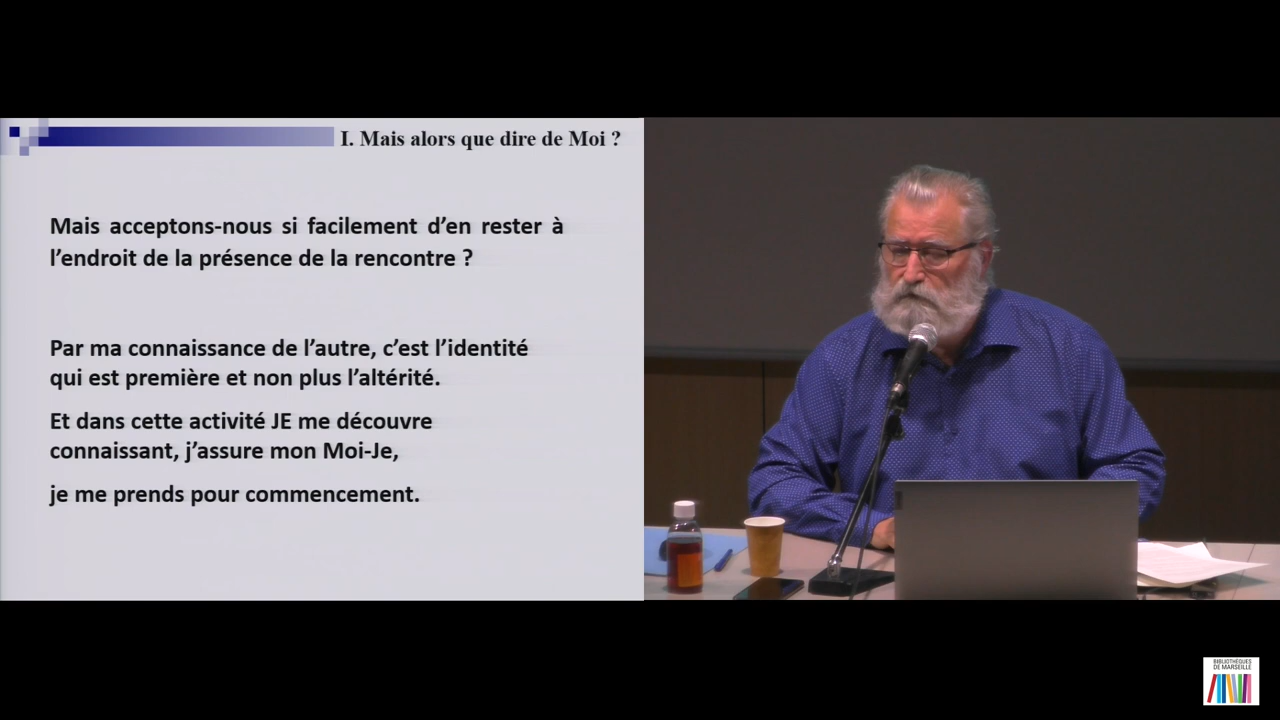 I. Mais alors que dire de Moi ?
Mais acceptons-nous si facilement d’en rester à
l’endroit de la présence de la rencontre ?
Par ma connaissance de l’autre, c’est l’identité
qui est première et non plus l’altérité.
Et dans cette activité JE me découvre
connaissant, j’assure mon Moi-Je,
je me prends pour commencement.
BIBLIOTHÈQUES
DE MARSEILLE